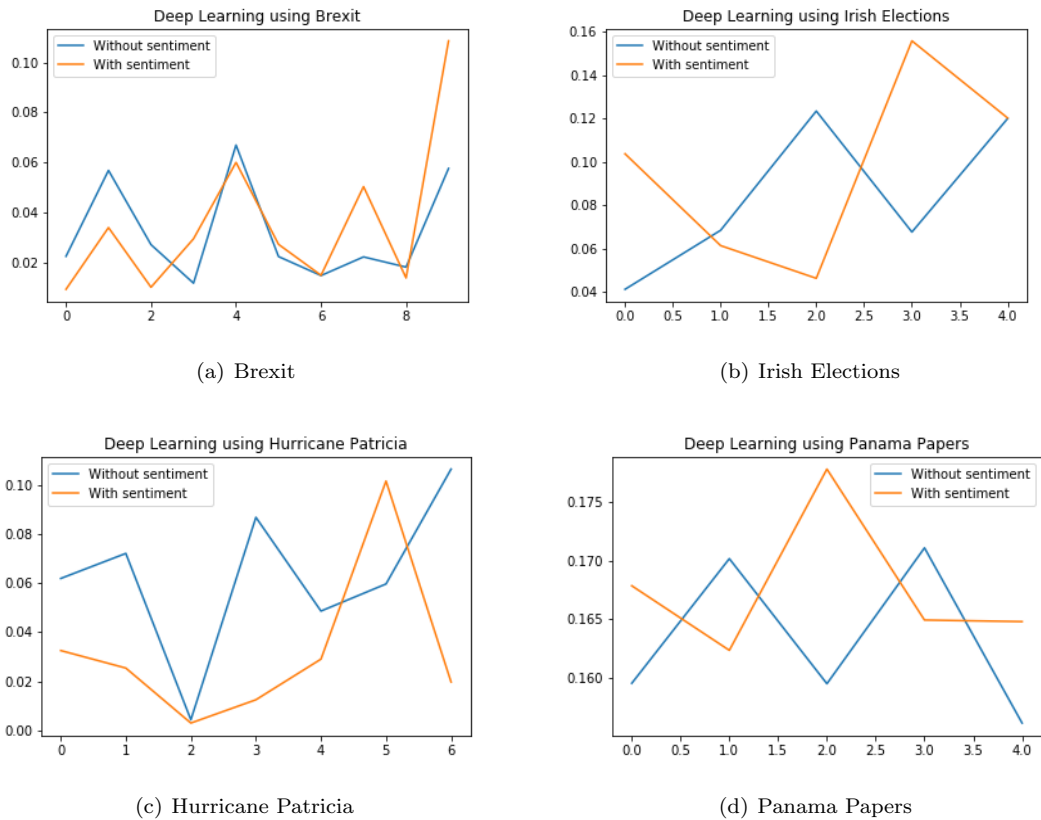 Deep Learning using Brexit
Without sentiment
With sentiment
0.10
0.08
0.06
0.04
0.02
0 2 4 6 8
(a) Brexit
Deep Learning using Irish Elections
Without sentiment
With sentiment
0.16
0.14
0.12
0.10
0.08
0.06
0.04
0.0 0.5 1.0 1.5 2.0 2.5 3.0 3.5 4.0
(b) Irish Elections
Deep Learning using Hurricane Patricia
Without sentiment
With sentiment
0.10
0.08
0.06
0.04
0.02
0.00
0 1 2 3 4 5 6
(c) Hurricane Patricia
Deep Learning using Panama Papers
Without sentiment
With sentiment
0.175
0.170
0.165
0.160
0.0 0.5 1.0 1.5 2.0 2.5 3.0 3.5 4.0
(d) Panama Papers